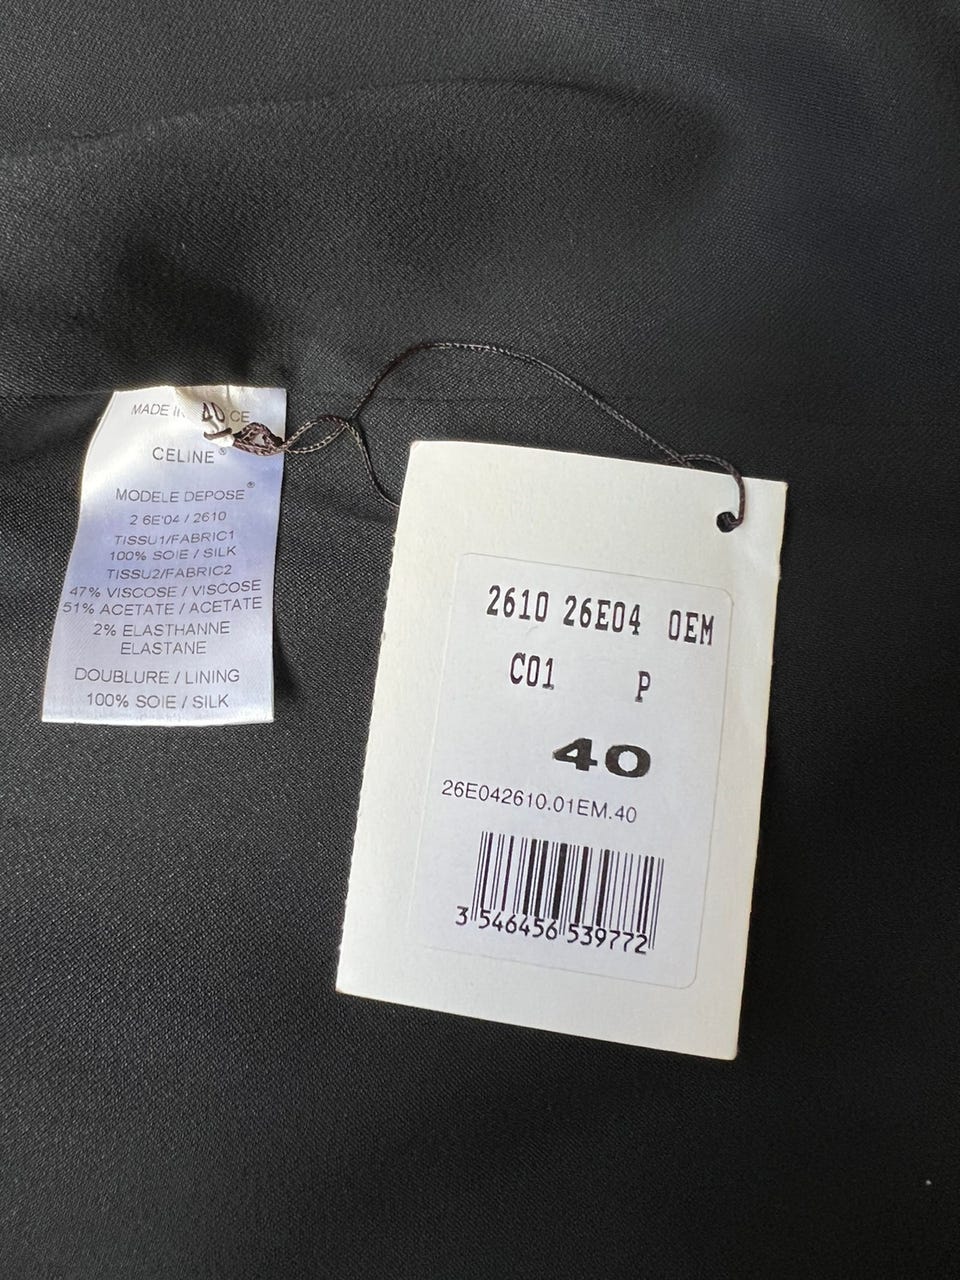 MADE IN
40
CE
CELINE®
MODELE DEPOSE®
2 6E'04 / 2610
TISSU1/FABRIC1
100% SOIE / SILK
TISSU2/FABRIC2
47% VISCOSE / VISCOSE
51% ACETATE / ACETATE
2% ELASTHANNE
ELASTANE
DOUBLURE / LINING
100% SOIE / SILK
2610 26E04 0EM
C01 P
40
26E042610.01EM.40
3 546456 539772